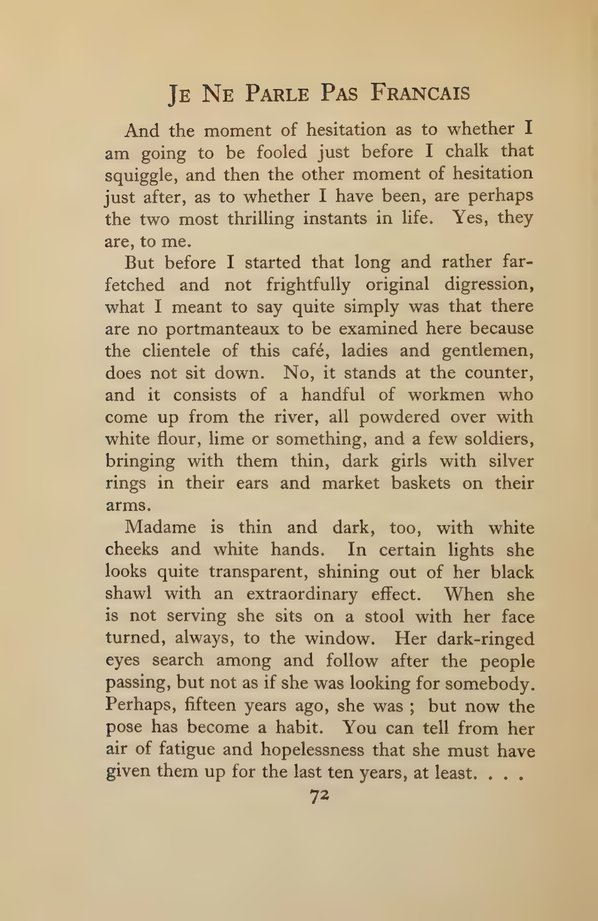 Je Ne Parle Pas Francais
And the moment of hesitation as to whether I
am going to be fooled just before I chalk that
squiggle, and then the other moment of hesitation
just after, as to whether I have been, are perhaps
the two most thrilling instants in life. Yes, they
are, to me.
But before I started that long and rather far-
fetched and not frightfully original digression,
what I meant to say quite simply was that there
are no portmanteaux to be examined here because
the clientele of this café, ladies and gentlemen,
does not sit down. No, it stands at the counter,
and it consists of a handful of workmen who
come up from the river, all powdered over with
white flour, lime or something, and a few soldiers,
bringing with them thin, dark girls with silver
rings in their ears and market baskets on their
arms.
Madame is thin and dark, too, with white
cheeks and white hands. In certain lights she
looks quite transparent, shining out of her black
shawl with an extraordinary effect. When she
is not serving she sits on a stool with her face
turned, always, to the window. Her dark-ringed
eyes search among and follow after the people
passing, but not as if she was looking for somebody.
Perhaps, fifteen years ago, she was ; but now the
pose has become a habit. You can tell from her
air of fatigue and hopelessness that she must have
given them up for the last ten years, at least. . . .
72